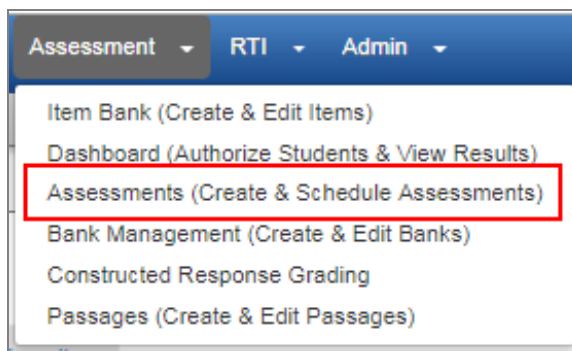 Assessment RTI Admin
Item Bank (Create & Edit Items)
Dashboard (Authorize Students & View Results)
Assessments (Create & Schedule Assessments)
Bank Management (Create & Edit Banks)
Constructed Response Grading
Passages (Create & Edit Passages)